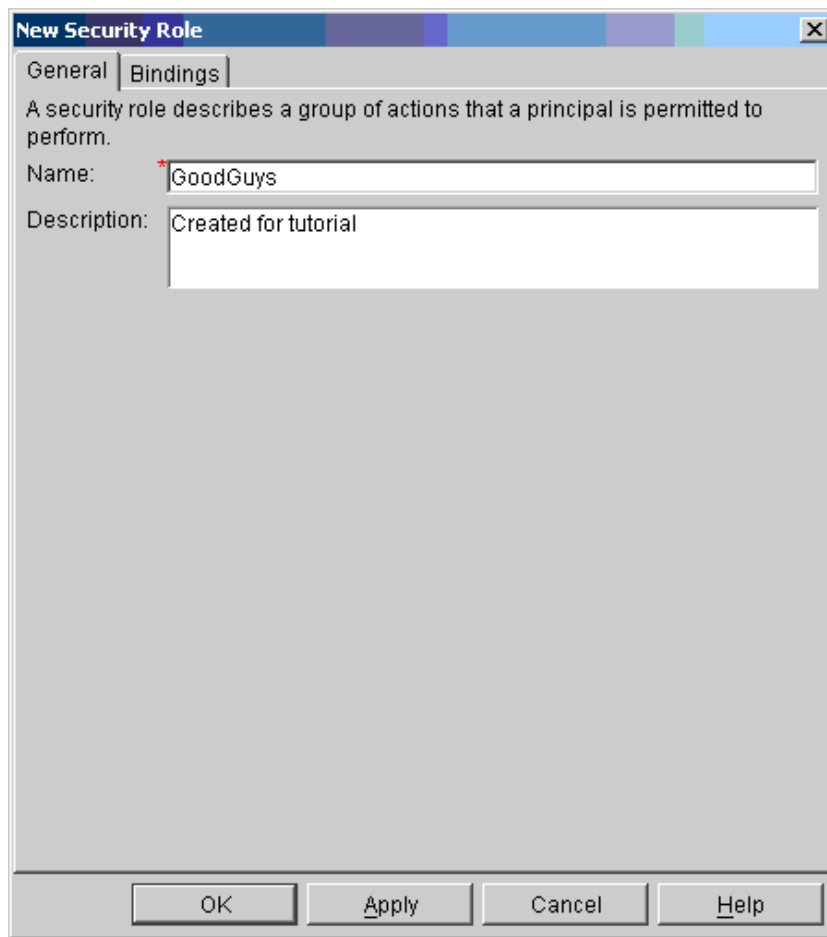 New Security Role
General
Bindings
A security role describes a group of actions that a principal is permitted to
perform.
Name: *GoodGuys
Description: Created for tutorial
OK
Apply
Cancel
Help